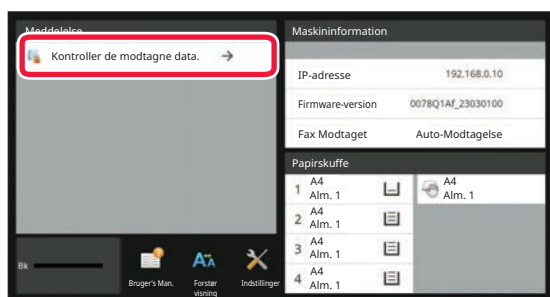 Meddelelse
Kontroller de modtagne data.
Maskininformation
IP-adresse 192.168.0.10
Firmware-version 0078Q1Af_23030100
Fax Modtaget Auto-Modtagelse
Papirskuffe
1 A4
Alm. 1
A4
Alm. 1
2 A4
Alm. 1
3 A4
Alm. 1
4 A4
Alm. 1
Bk
Bruger's Man.
Forstør
visning
Indstillinger